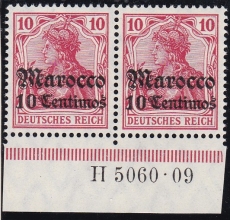 10 10 10 10
Marocco Marocco
10 Centimos 10 Centimos
DEUTSCHES REICH DEUTSCHES REICH
H 5060·09